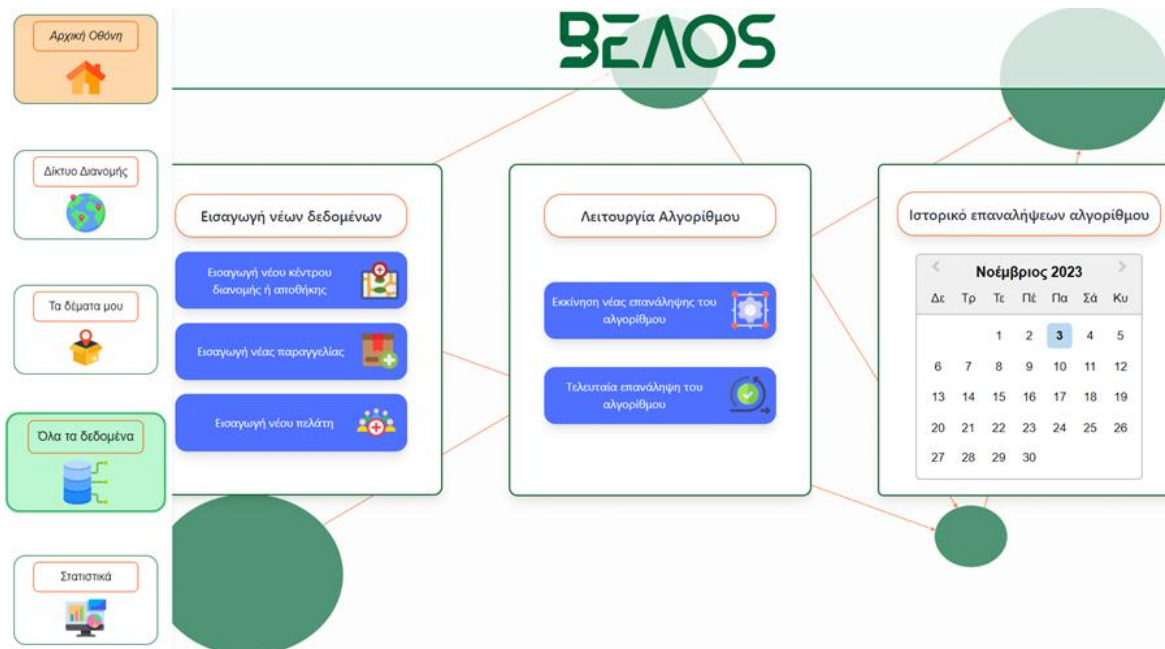 Αρχική Οθόνη
Δίκτυο Διανομής
Τα δέματα μου
Όλα τα δεδομένα
Στατιστικά
ΒΕΛΟΣ
Εισαγωγή νέων δεδομένων
Εισαγωγή νέου κέντρου
διανομής ή αποθήκης
Εισαγωγή νέας παραγγελίας
Εισαγωγή νέου πελάτη
Λειτουργία Αλγορίθμου
Εκκίνηση νέας επανάληψης του
αλγορίθμου
Τελευταία επανάληψη του
αλγορίθμου
Ιστορικό επαναλήψεων αλγορίθμου
Νοέμβριος 2023
Δε Τρ Τε Πέ Πα Σά Κυ
1 2 3 4 5
6 7 8 9 10 11 12
13 14 15 16 17 18 19
20 21 22 23 24 25 26
27 28 29 30